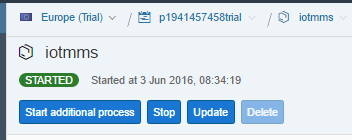 Europe (Trial) / p1941457458trial / iotmms
iotmms
STARTED Started at 3 Jun 2016, 08:34:19
Start additional process Stop Update Delete